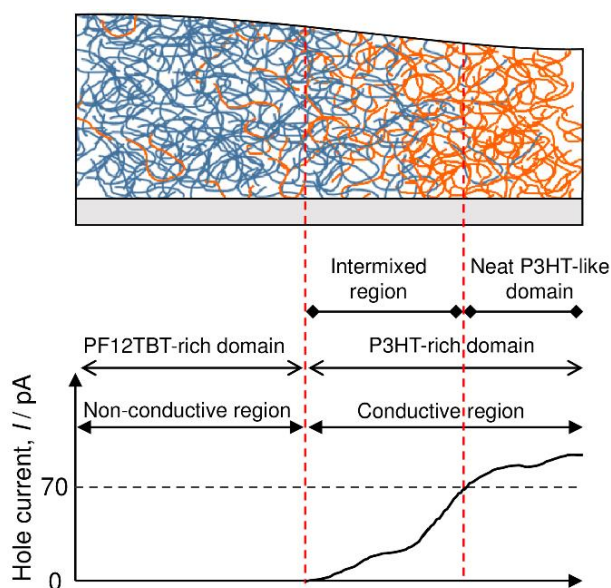 Intermixed
region
Neat P3HT-like
domain
PF12TBT-rich domain
P3HT-rich domain
Non-conductive region
Conductive region
Hole current, I / pA
70
0